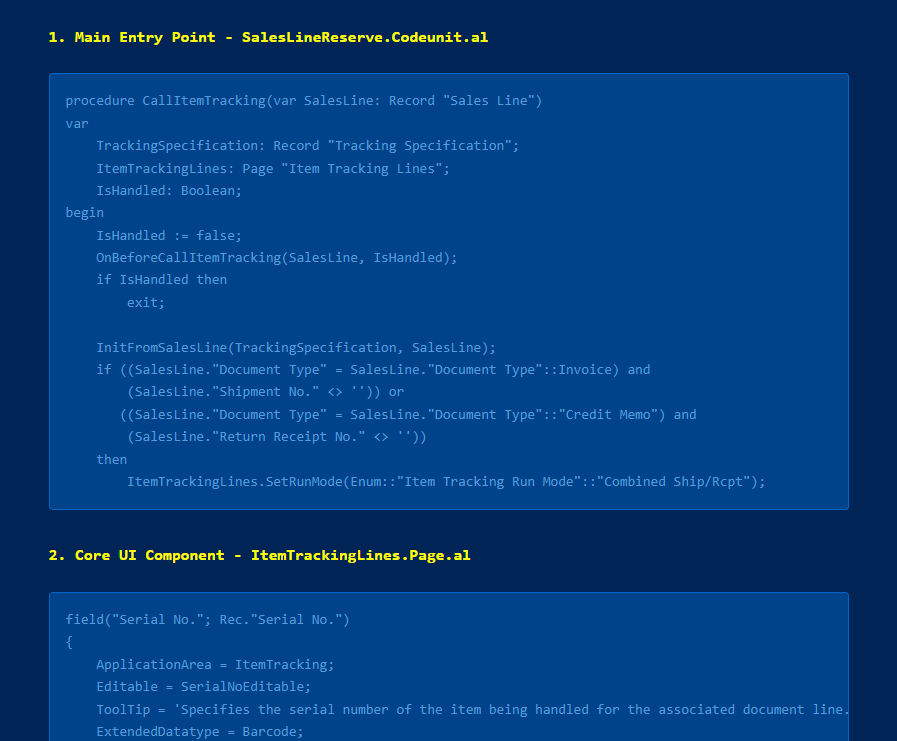 1. Main Entry Point - SalesLineReserve.Codeunit.al
procedure CallItemTracking(var SalesLine: Record "Sales Line")
var
    TrackingSpecification: Record "Tracking Specification";
    ItemTrackingLines: Page "Item Tracking Lines";
    IsHandled: Boolean;
begin
    IsHandled := false;
    OnBeforeCallItemTracking(SalesLine, IsHandled);
    if IsHandled then
        exit;

    InitFromSalesLine(TrackingSpecification, SalesLine);
    if ((SalesLine."Document Type" = SalesLine."Document Type"::Invoice) and
        (SalesLine."Shipment No." <> '')) or
       ((SalesLine."Document Type" = SalesLine."Document Type"::"Credit Memo") and
        (SalesLine."Return Receipt No." <> ''))
    then
        ItemTrackingLines.SetRunMode(Enum::"Item Tracking Run Mode"::"Combined Ship/Rcpt");
2. Core UI Component - ItemTrackingLines.Page.al
field("Serial No."; Rec."Serial No.")
{
    ApplicationArea = ItemTracking;
    Editable = SerialNoEditable;
    ToolTip = 'Specifies the serial number of the item being handled for the associated document line.
    ExtendedDatatype = Barcode;